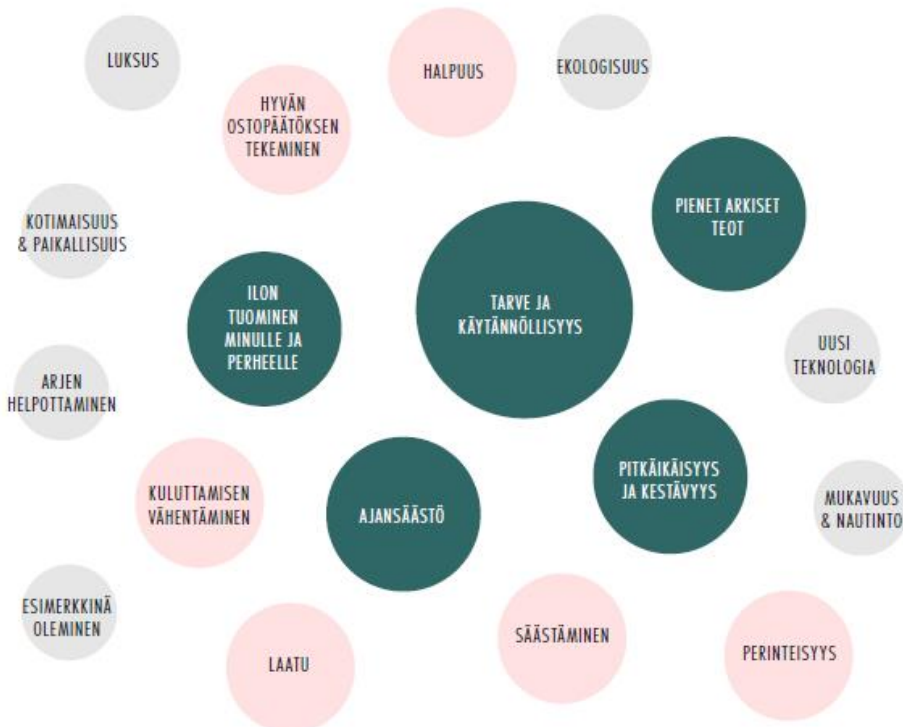 LUKSUS
HYVÄN
OSTOPÄÄTÖKSEN
TEKEMINEN
HALPUUS
EKOLOGISUUS
KOTIMAISUUS
& PAIKALLISUUS
ILON
TUOMINEN
MINULLE JA
PERHEELLE
TARVE JA
KÄYTÄNNÖLLISYYS
PIENET ARKISET
TEOT
ARJEN
HELPOTTAMINEN
UUSI
TEKNOLOGIA
KULUTTAMISEN
VÄHENTÄMINEN
AJANSÄÄSTÖ
PITKÄIKÄISYYS
JA KESTÄVYYS
MUKAVUUS
& NAUTINTO
ESIMERKKINÄ
OLEMINEN
LAATU
SÄÄSTÄMINEN
PERINTEISYYS